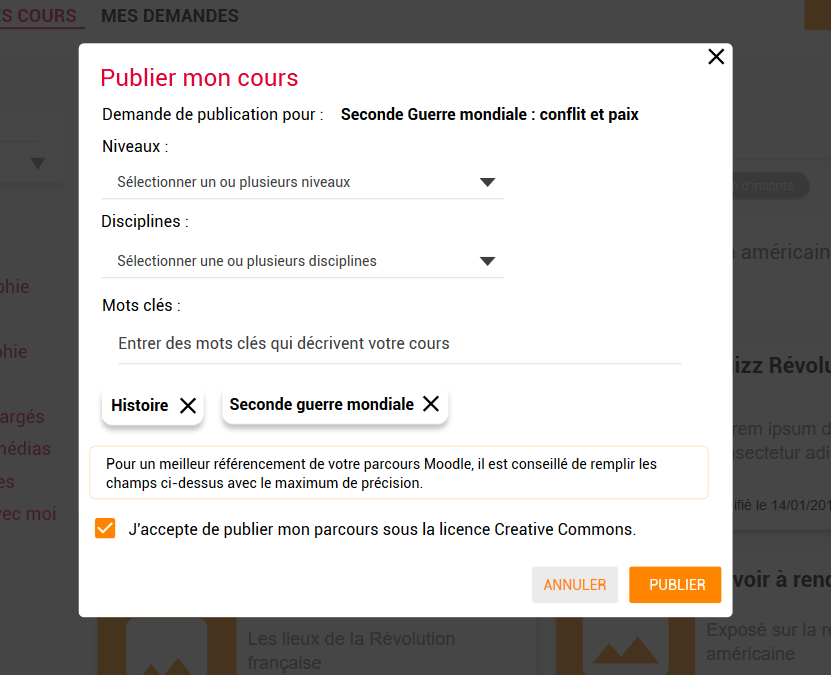 S COURS MES DEMANDES
Publier mon cours
Demande de publication pour : Seconde Guerre mondiale : conflit et paix
Niveaux :
Sélectionner un ou plusieurs niveaux
d'inscrits
Disciplines :
américain
Sélectionner une ou plusieurs disciplines
phie
Mots clés :
Entrer des mots clés qui décrivent votre cours
phie
izz Révolu
Histoire
Seconde guerre mondiale
argés
rem ipsum d
médias
nsectetur adi
Pour un meilleur référencement de votre parcours Moodle, il est conseillé de remplir les
champs ci-dessus avec le maximum de précision.
es
ifié le 14/01/201
vec moi
J'accepte de publier mon parcours sous la licence Creative Commons.
ANNULER PUBLIER
voir à rend
Les lieux de la Révolution
française
Exposé sur la ré
américaine